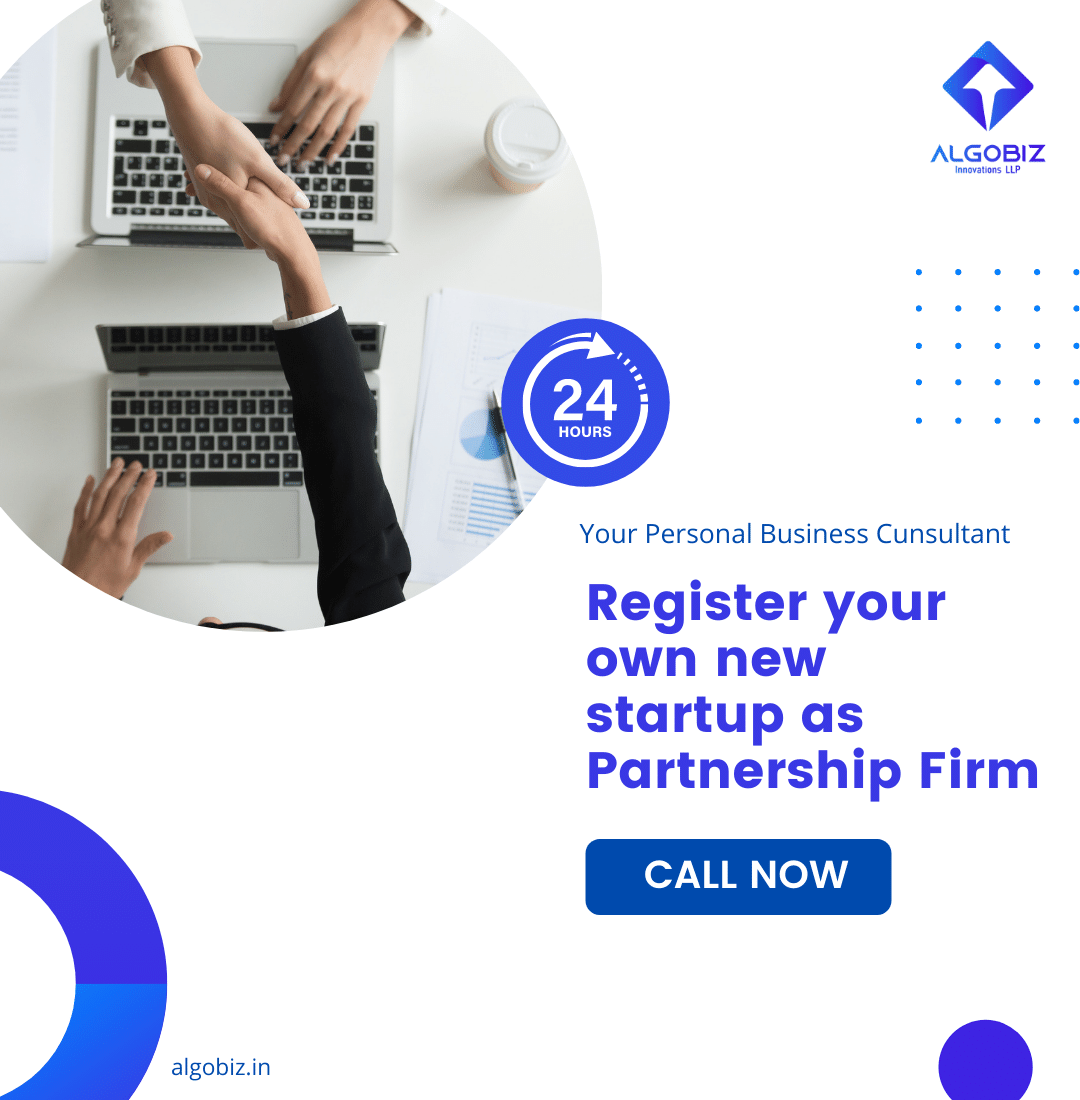 ALGOBIZ
Innovations LLP
24
HOURS
Your Personal Business Cunsultant
Register your
own new
startup as
Partnership Firm
CALL NOW
algobiz.in